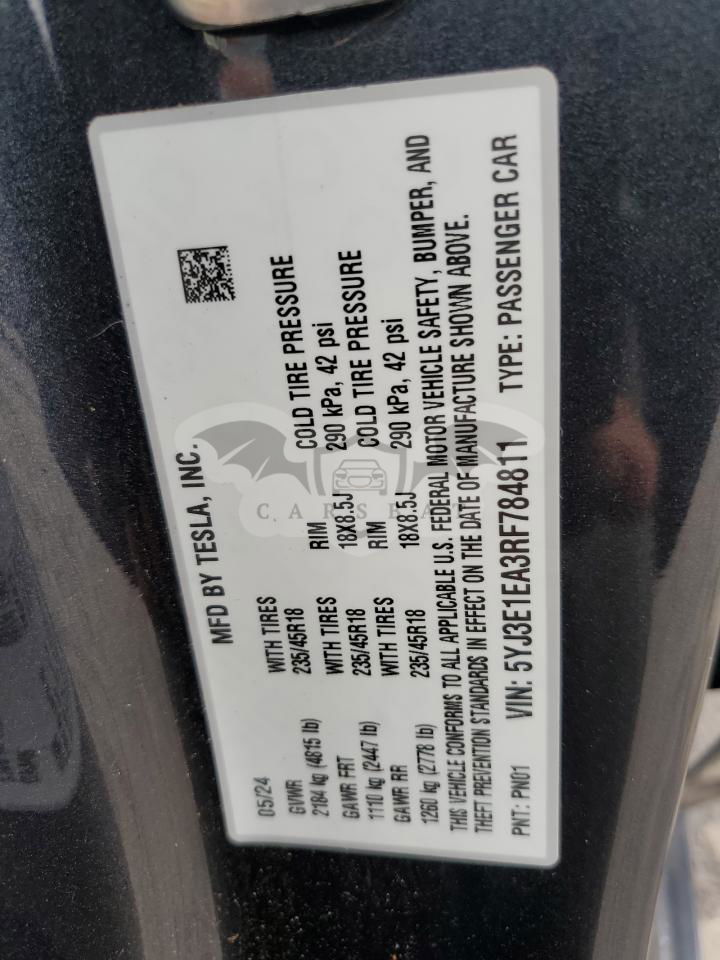 MFD BY TESLA, INC.
05/24
GVWR WITH TIRES RIM COLD TIRE PRESSURE
2184 kg (4815 lb) 235/45R18 18X8.5J 290 kPa, 42 psi
GAWR FRT WITH TIRES RIM COLD TIRE PRESSURE
1110 kg (2447 lb) 235/45R18 18X8.5J 290 kPa, 42 psi
GAWR RR WITH TIRES
1260 kg (2778 lb) 235/45R18
THIS VEHICLE CONFORMS TO ALL APPLICABLE U.S. FEDERAL MOTOR VEHICLE SAFETY, BUMPER, AND
THEFT PREVENTION STANDARDS IN EFFECT ON THE DATE OF MANUFACTURE SHOWN ABOVE.
PNT: PN01 VIN: 5YJ3E1EA3RF784811 TYPE: PASSENGER CAR